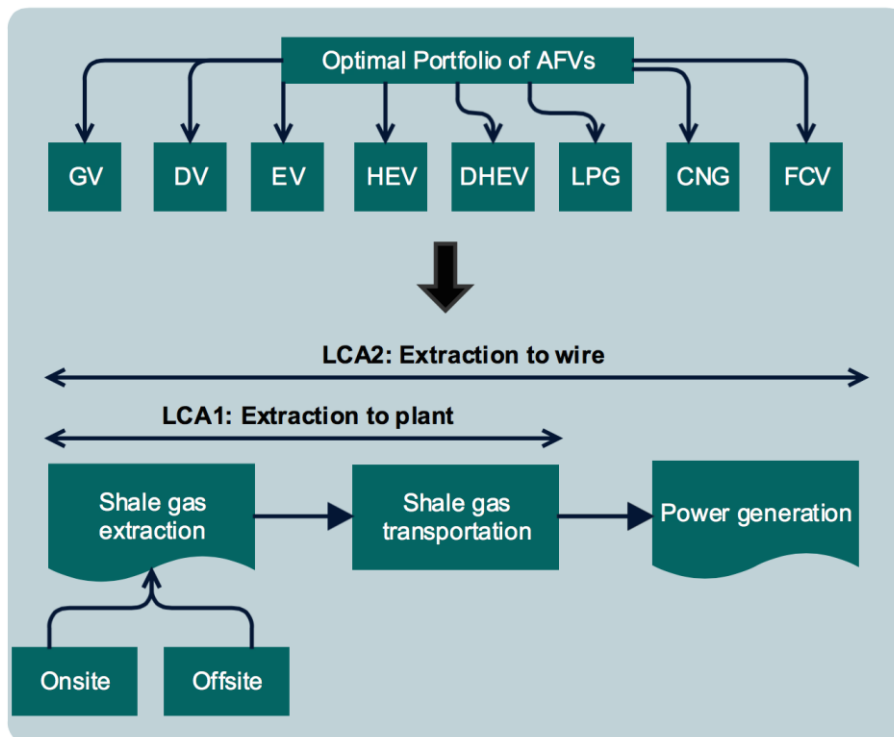 Optimal Portfolio of AFVs
GV
DV
EV
HEV
DHEV
LPG
CNG
FCV
LCA2: Extraction to wire
LCA1: Extraction to plant
Shale gas
extraction
Shale gas
transportation
Power generation
Onsite
Offsite